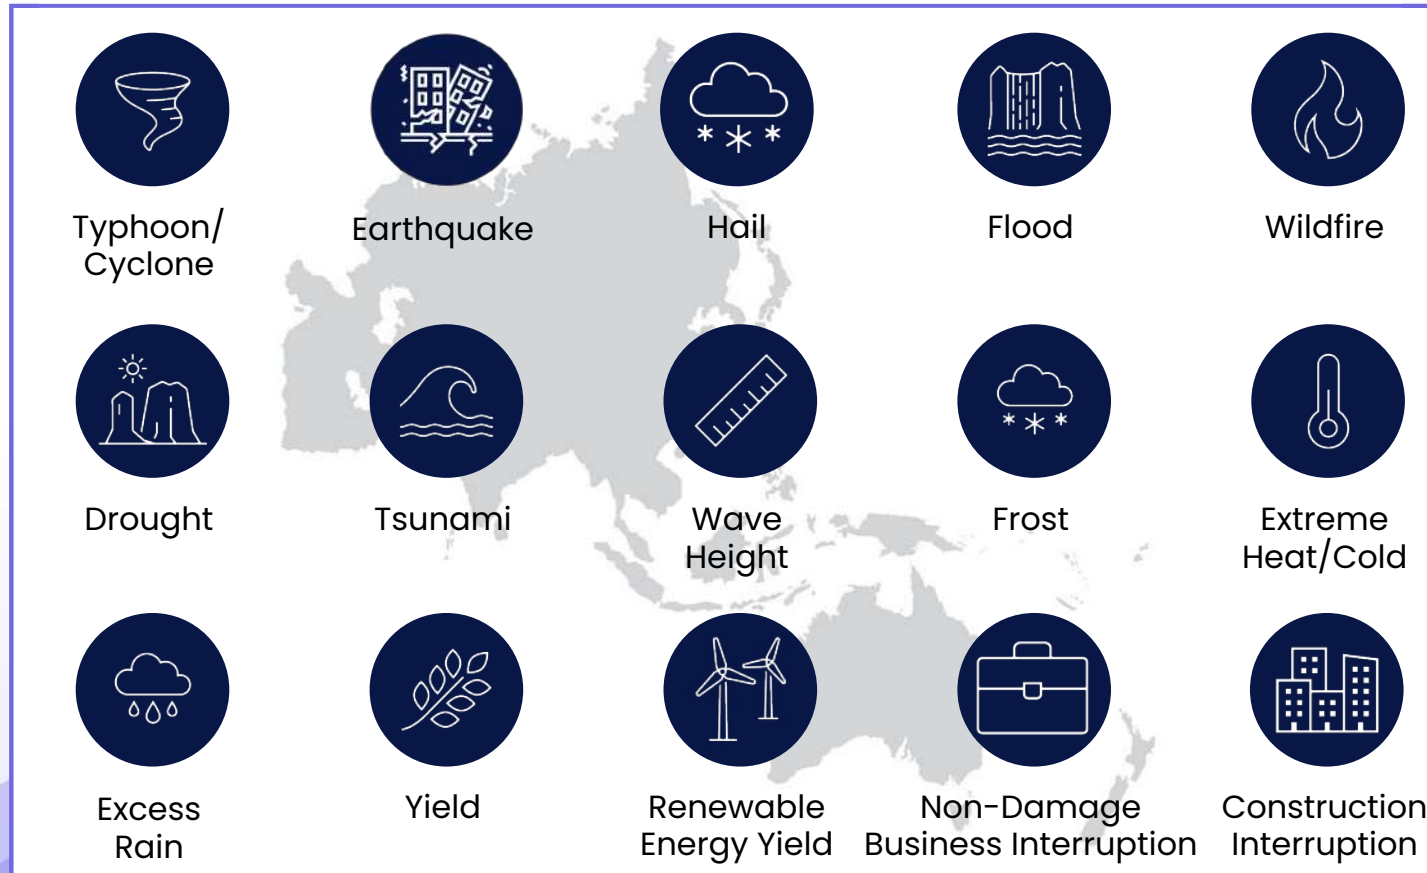 Typhoon/
Cyclone
Earthquake
Hail
Flood
Wildfire
Drought
Tsunami
Wave
Height
Frost
Extreme
Heat/Cold
Excess
Rain
Yield
Renewable
Energy Yield
Non-Damage
Business Interruption
Construction
Interruption